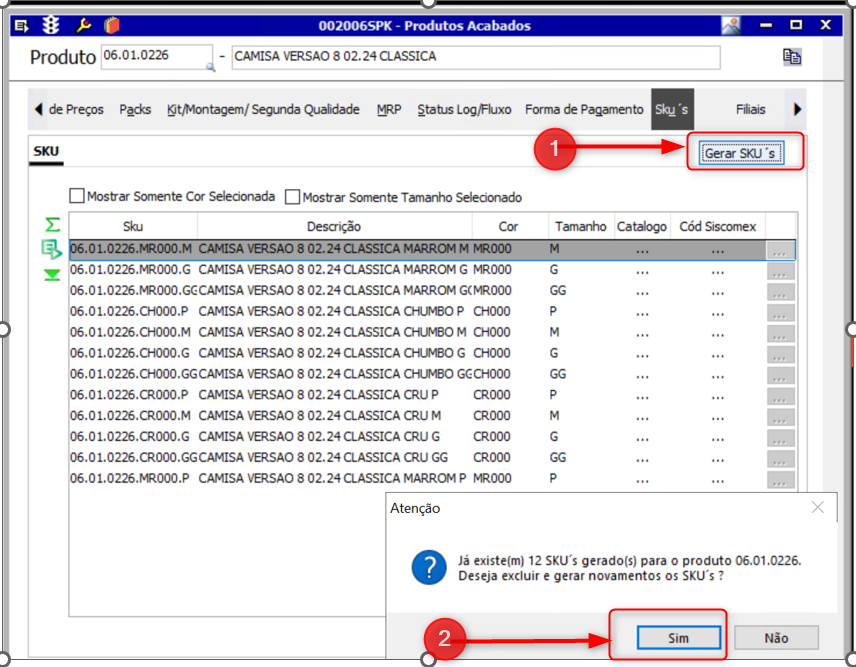 002006SPK - Produtos Acabados
Produto 06.01.0226 - CAMISA VERSAO 8 02.24 CLASSICA
de Preços Packs Kit/Montagem/ Segunda Qualidade MRP Status Log/Fluxo Forma de Pagamento Sku´s Filiais
SKU
1
Gerar SKU´s
Mostrar Somente Cor Selecionada Mostrar Somente Tamanho Selecionado
Sku Descrição Cor Tamanho Catalogo Cód Siscomex
06.01.0226.MR000.M CAMISA VERSAO 8 02.24 CLASSICA MARROM M MR000 M ... ... ...
06.01.0226.MR000.G CAMISA VERSAO 8 02.24 CLASSICA MARROM G MR000 G ... ... ...
06.01.0226.MR000.GG CAMISA VERSAO 8 02.24 CLASSICA MARROM GG MR000 GG ... ... ...
06.01.0226.CH000.P CAMISA VERSAO 8 02.24 CLASSICA CHUMBO P CH000 P ... ... ...
06.01.0226.CH000.M CAMISA VERSAO 8 02.24 CLASSICA CHUMBO M CH000 M ... ... ...
06.01.0226.CH000.G CAMISA VERSAO 8 02.24 CLASSICA CHUMBO G CH000 G ... ... ...
06.01.0226.CH000.GG CAMISA VERSAO 8 02.24 CLASSICA CHUMBO GG CH000 GG ... ... ...
06.01.0226.CR000.P CAMISA VERSAO 8 02.24 CLASSICA CRU P CR000 P ... ... ...
06.01.0226.CR000.M CAMISA VERSAO 8 02.24 CLASSICA CRU M CR000 M ... ... ...
06.01.0226.CR000.G CAMISA VERSAO 8 02.24 CLASSICA CRU G CR000 G ... ... ...
06.01.0226.CR000.GG CAMISA VERSAO 8 02.24 CLASSICA CRU GG CR000 GG ... ... ...
06.01.0226.MR000.P CAMISA VERSAO 8 02.24 CLASSICA MARROM P MR000 P ... ... ...
Atenção
Já existe(m) 12 SKU´s gerado(s) para o produto 06.01.0226.
Deseja excluir e gerar novamentos os SKU´s ?
2
Sim Não